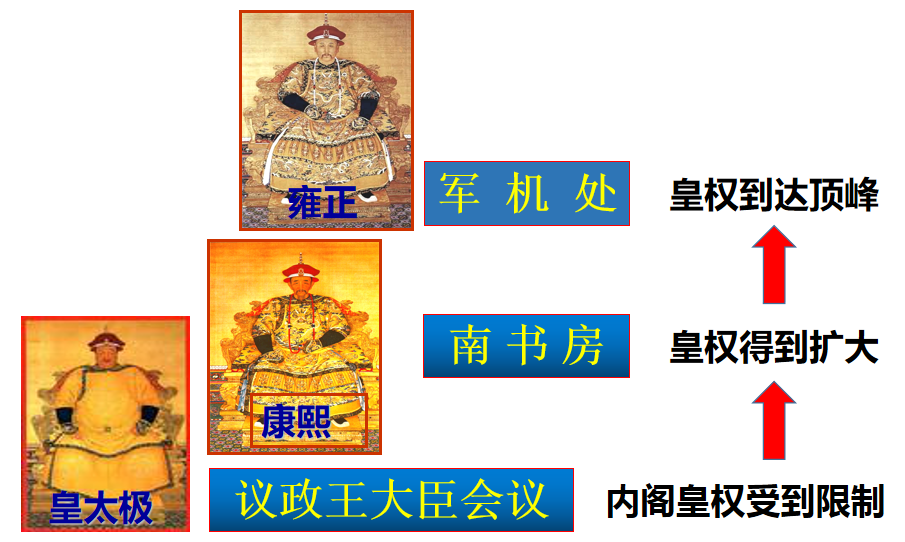 雍正
军机处
皇权到达顶峰
南书房
皇权得到扩大
康熙
皇太极
议政王大臣会议
内阁皇权受到限制